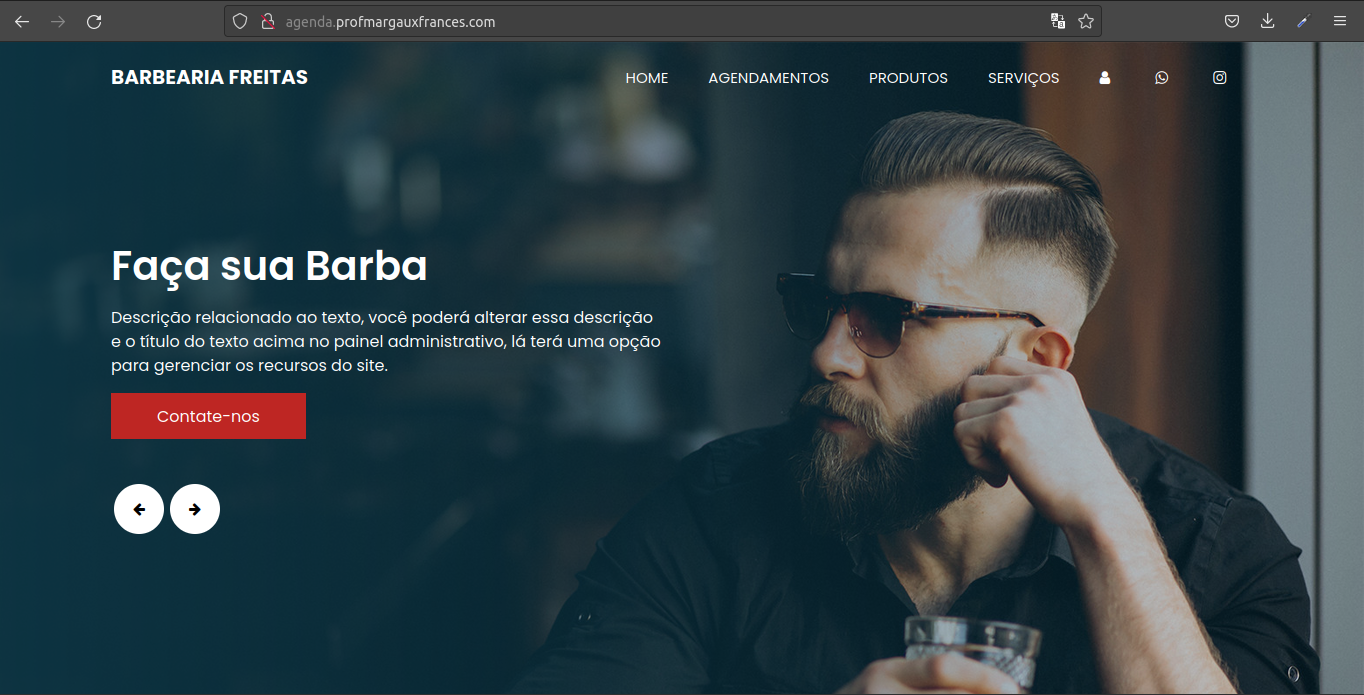 agenda.profmargauxfrances.com
BARBEARIA FREITAS
HOME AGENDAMENTOS PRODUTOS SERVIÇOS
Faça sua Barba
Descrição relacionado ao texto, você poderá alterar essa descrição
e o título do texto acima no painel administrativo, lá terá uma opção
para gerenciar os recursos do site.
Contate-nos